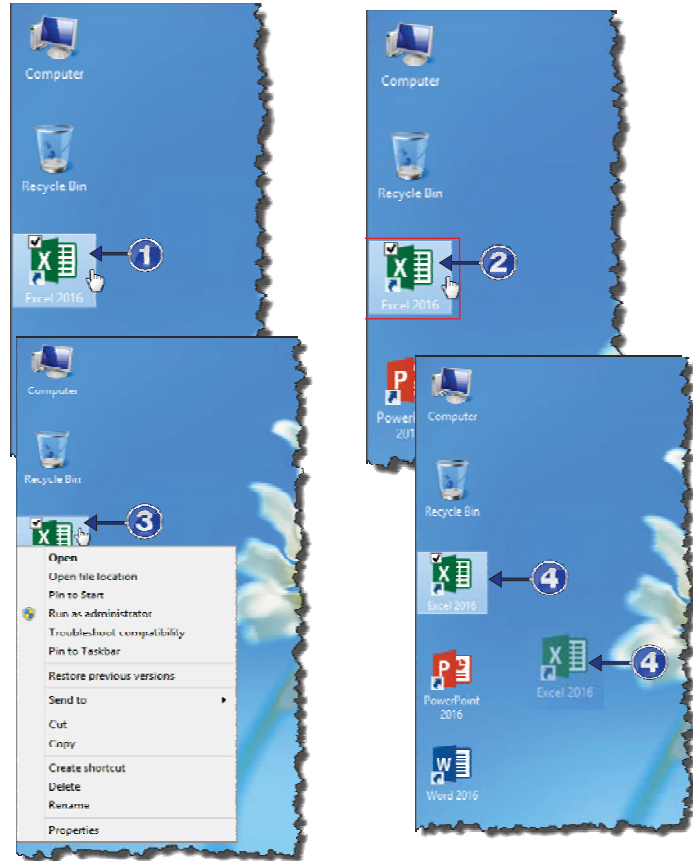 Computer
Recycle Bin
1
Excel 2016
Computer
Recycle Bin
2
Excel 2016
PowerPoint
201
Computer
Recycle Bin
3
Open
Open file location
Pin to Start
Run as administrator
Troubleshoot compatibility
Pin to Taskbar
Restore previous versions
Send to
Cut
Copy
Create shortcut
Delete
Rename
Properties
Computer
Recycle Bin
4
Excel 2016
4
Excel 2016
PowerPoint
2016
Word 2016